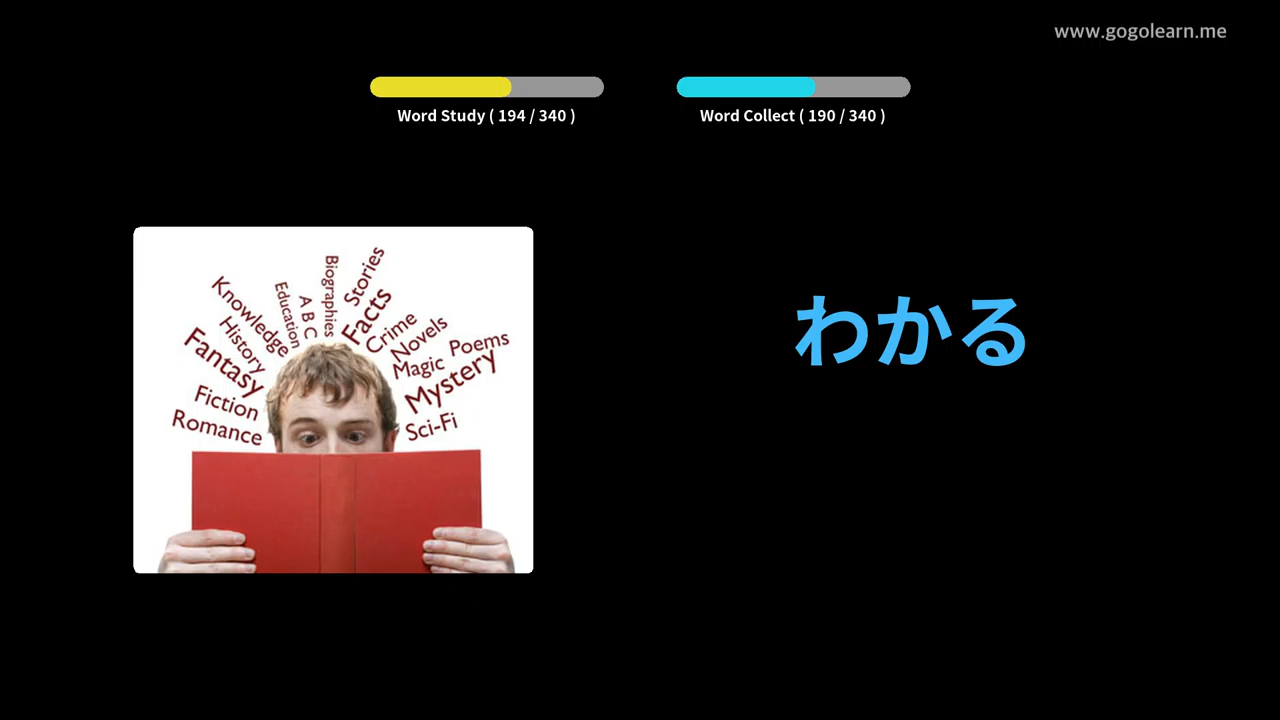 www.gogolearn.me
Word Study ( 194 / 340 )
Word Collect ( 190 / 340 )
わかる
Romance
Fiction
Fantasy
History
Knowledge
Education
A B C
Biographies
Stories
Facts
Crime
Novels
Magic
Poems
Mystery
Sci-Fi